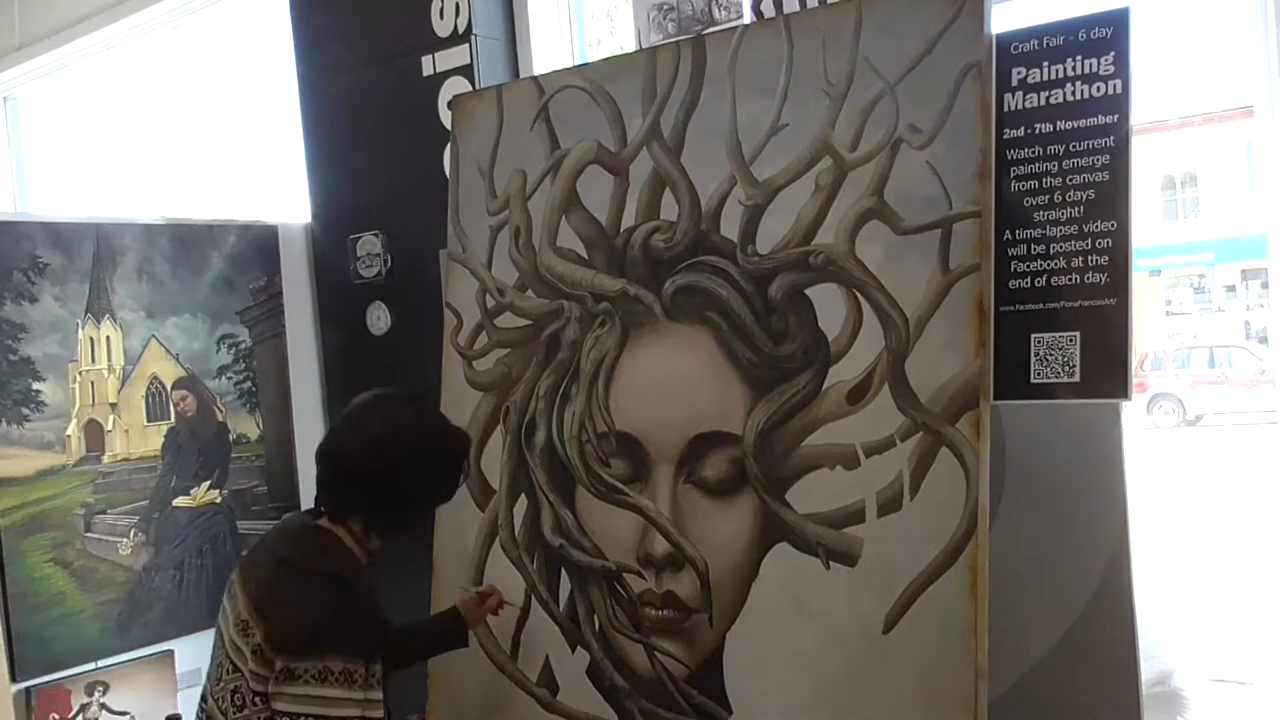 Craft Fair - 6 day
Painting
Marathon
2nd - 7th November
Watch my current
painting emerge
from the canvas
over 6 days
straight!
A time-lapse video
will be posted on
Facebook at the
end of each day.
www.Facebook.com/FionaFrancoisArt/